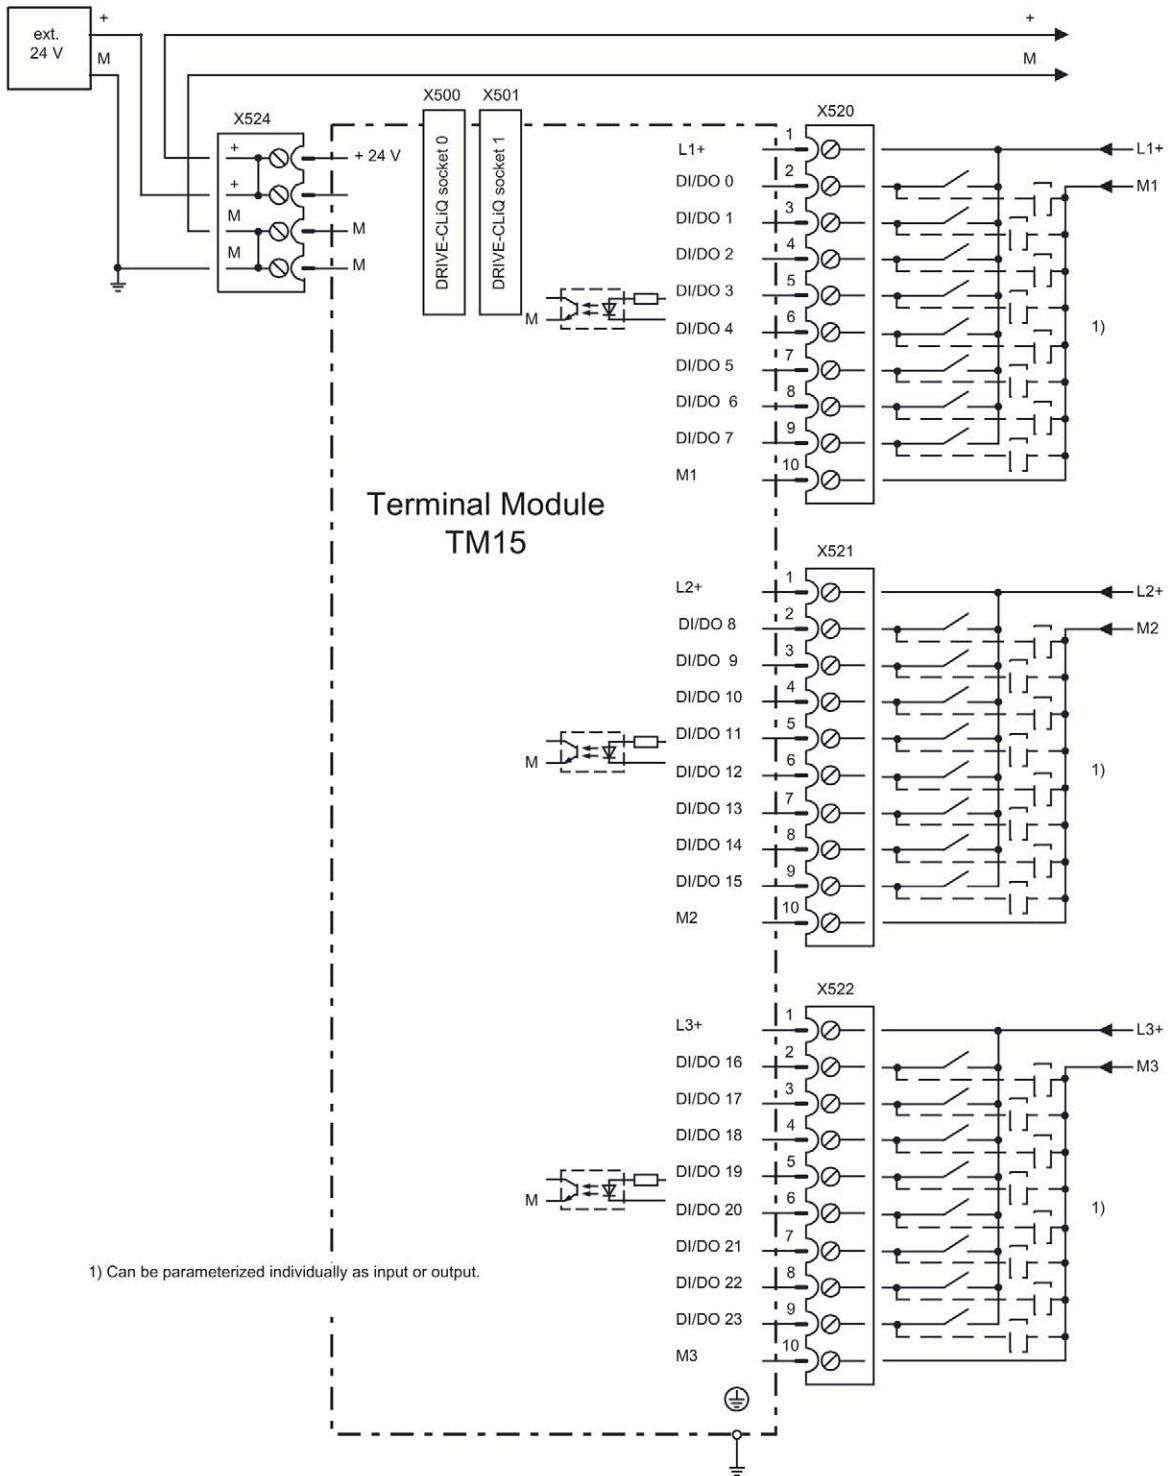 ext.
24 V
+
M
+
M
X524
+
+
M
M
+ 24 V
M
M
X500
X501
DRIVE-CLiQ socket 0
DRIVE-CLiQ socket 1
Terminal Module
TM15
X520
L1+ 1
DI/DO 0 2
DI/DO 1 3
DI/DO 2 4
DI/DO 3 5
DI/DO 4 6
DI/DO 5 7
DI/DO 6 8
DI/DO 7 9
M1 10
M
L1+
M1
1)
X521
L2+ 1
DI/DO 8 2
DI/DO 9 3
DI/DO 10 4
DI/DO 11 5
DI/DO 12 6
DI/DO 13 7
DI/DO 14 8
DI/DO 15 9
M2 10
M
L2+
M2
1)
X522
L3+ 1
DI/DO 16 2
DI/DO 17 3
DI/DO 18 4
DI/DO 19 5
DI/DO 20 6
DI/DO 21 7
DI/DO 22 8
DI/DO 23 9
M3 10
M
L3+
M3
1)
1) Can be parameterized individually as input or output.